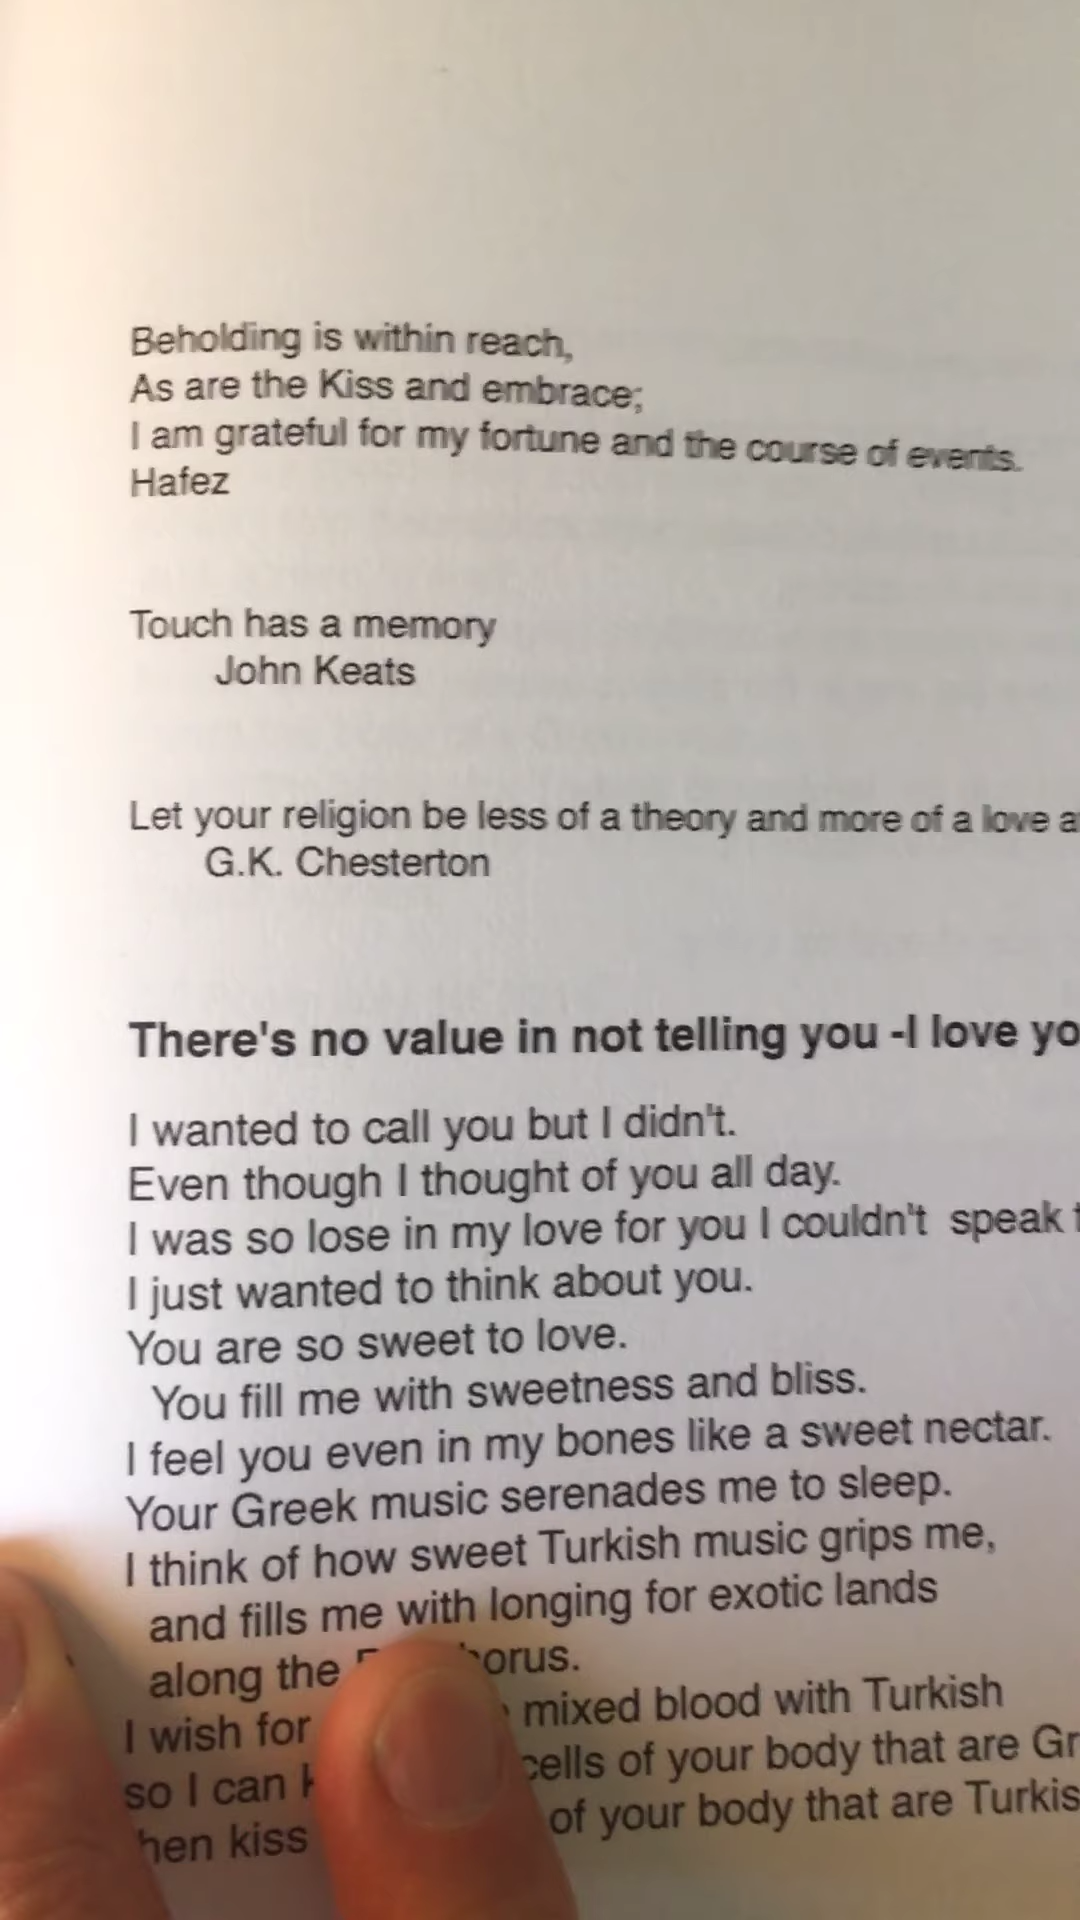 Beholding is within reach,
As are the Kiss and embrace;
I am grateful for my fortune and the course of events.
Hafez
Touch has a memory
John Keats
Let your religion be less of a theory and more of a love
G.K. Chesterton
There's no value in not telling you -I love
I wanted to call you but I didn't.
Even though I thought of you all day.
I was so lose in my love for you I couldn't speak
I just wanted to think about you.
You are so sweet to love.
You fill me with sweetness and bliss.
I feel you even in my bones like a sweet nectar.
Your Greek music serenades me to sleep.
I think of how sweet Turkish music grips me,
and fills me with longing for exotic lands
along the
I wish for mixed blood with Turkish
so I can cells of your body that are
kiss of your body that are